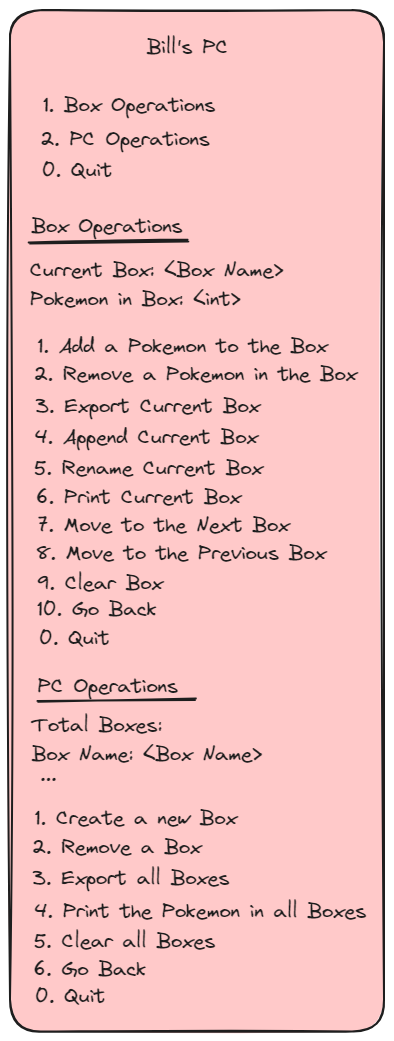 Bill's PC
1. Box Operations
2. PC Operations
0. Quit
Box Operations
Current Box: <Box Name>
Pokemon in Box: <int>
1. Add a Pokemon to the Box
2. Remove a Pokemon in the Box
3. Export Current Box
4. Append Current Box
5. Rename Current Box
6. Print Current Box
7. Move to the Next Box
8. Move to the Previous Box
9. Clear Box
10. Go Back
0. Quit
PC Operations
Total Boxes:
Box Name: <Box Name>
...
1. Create a new Box
2. Remove a Box
3. Export all Boxes
4. Print the Pokemon in all Boxes
5. Clear all Boxes
6. Go Back
0. Quit